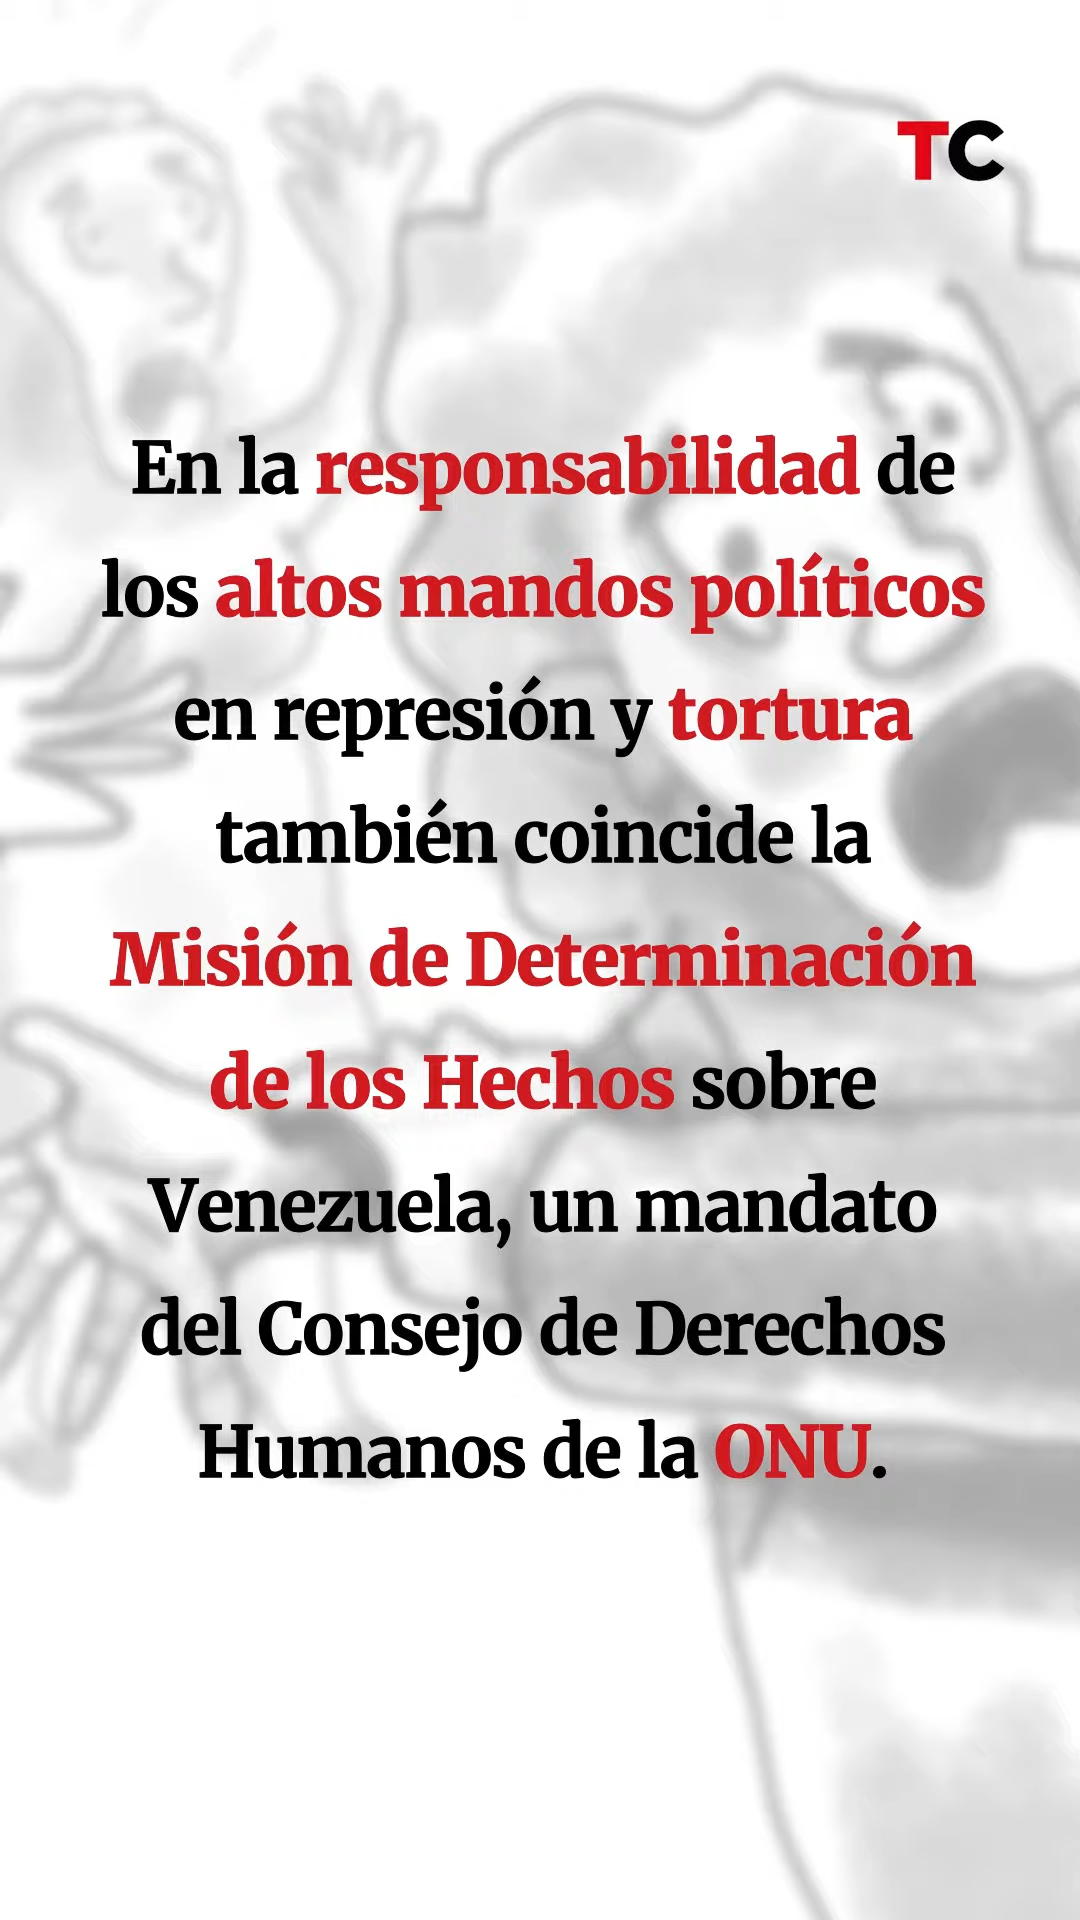 TC
En la responsabilidad de
los altos mandos políticos
en represión y tortura
también coincide la
Misión de Determinación
de los Hechos sobre
Venezuela, un mandato
del Consejo de Derechos
Humanos de la ONU.